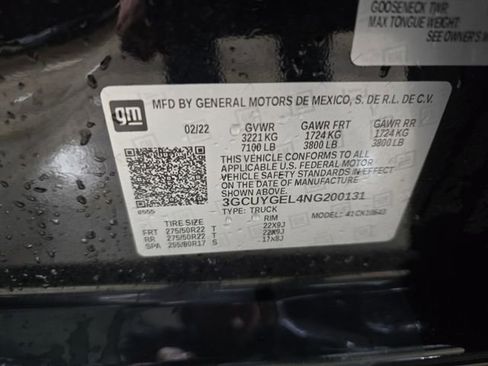 GOOSENECK TWR:
MAX TONGUE WEIGHT:
SEE OWNER'S
gm
MFD BY GENERAL MOTORS DE MEXICO, S. DE R.L. DE C.V.
02/22 GVWR GAWR FRT GAWR RR
3221 KG 1724 KG 1724 KG
7100 LB 3800 LB 3800 LB
THIS VEHICLE CONFORMS TO ALL
APPLICABLE U.S. FEDERAL MOTOR
VEHICLE SAFETY STANDARDS IN EFFECT
ON THE DATE OF MANUFACTURE
3GCUYGEL4NG200131
TYPE: TRUCK MODEL:
TIRE SIZE RIM
FRT 275/50R22 T 22X9J
RR 275/50R22 T 22X9J
SPA 255/80R17 S 17x8J